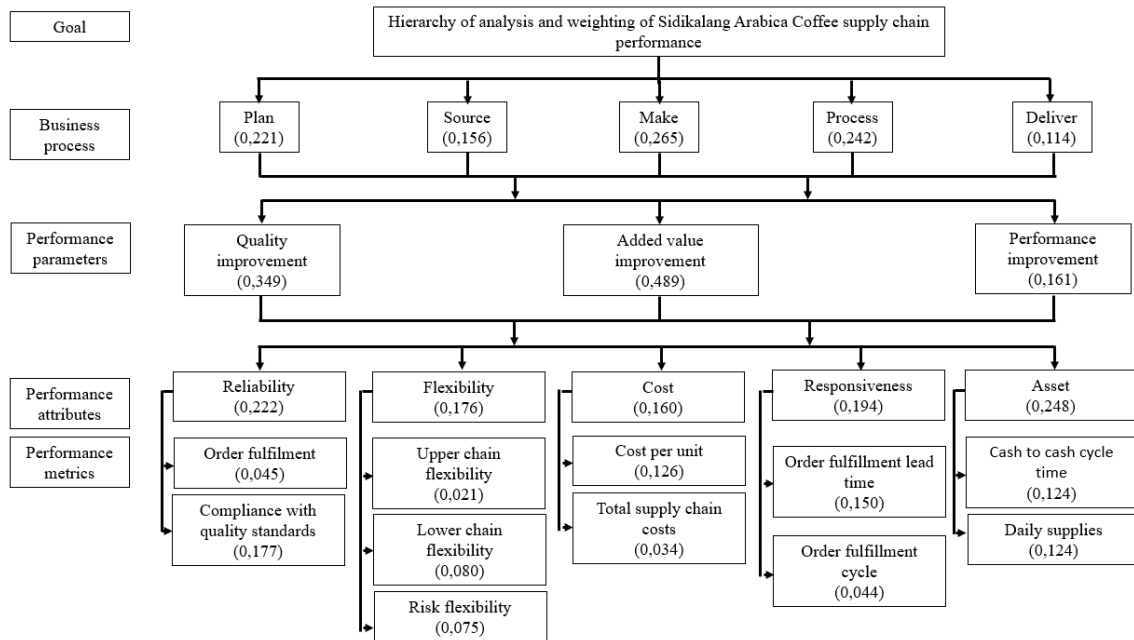 Goal
Hierarchy of analysis and weighting of Sidikalang Arabica Coffee supply chain
performance
Business
process
Plan
(0,221)
Source
(0,156)
Make
(0,265)
Process
(0,242)
Deliver
(0,114)
Performance
parameters
Quality
improvement
(0,349)
Added value
improvement
(0,489)
Performance
improvement
(0,161)
Performance
attributes
Reliability
(0,222)
Flexibility
(0,176)
Cost
(0,160)
Responsiveness
(0,194)
Asset
(0,248)
Performance
metrics
Order fulfilment
(0,045)
Compliance with
quality standards
(0,177)
Upper chain
flexibility
(0,021)
Lower chain
flexibility
(0,080)
Risk flexibility
(0,075)
Cost per unit
(0,126)
Total supply chain
costs
(0,034)
Order fulfillment lead
time
(0,150)
Order fulfillment
cycle
(0,044)
Cash to cash cycle
time
(0,124)
Daily supplies
(0,124)